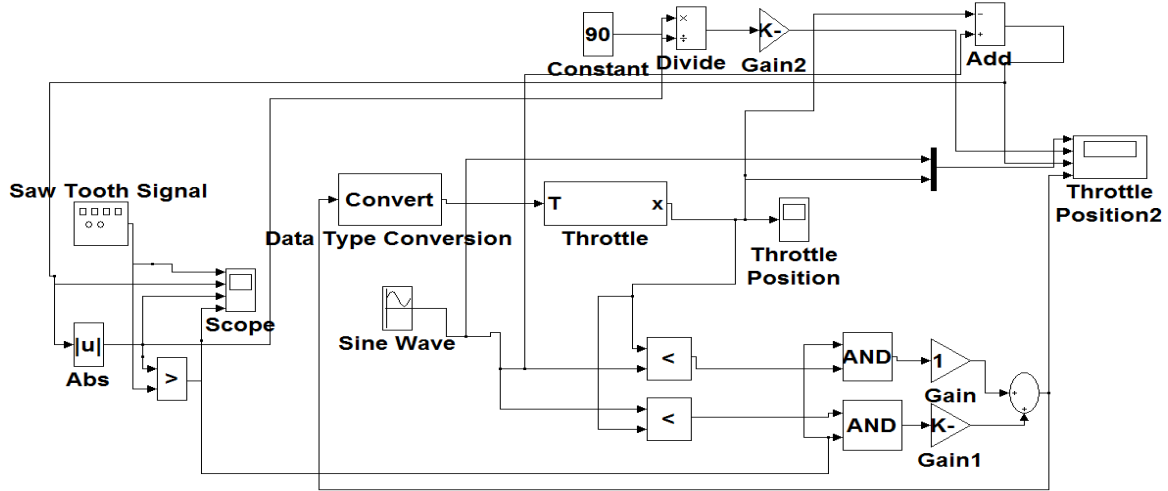 90
Constant
×
÷
Divide
K-
Gain2
−
+
Add
Saw Tooth Signal
Convert
Data Type Conversion
T
x
Throttle
Throttle
Position
Throttle
Position2
Scope
Sine Wave
|u|
Abs
>
<
<
AND
AND
1
Gain
K-
Gain1
+
+